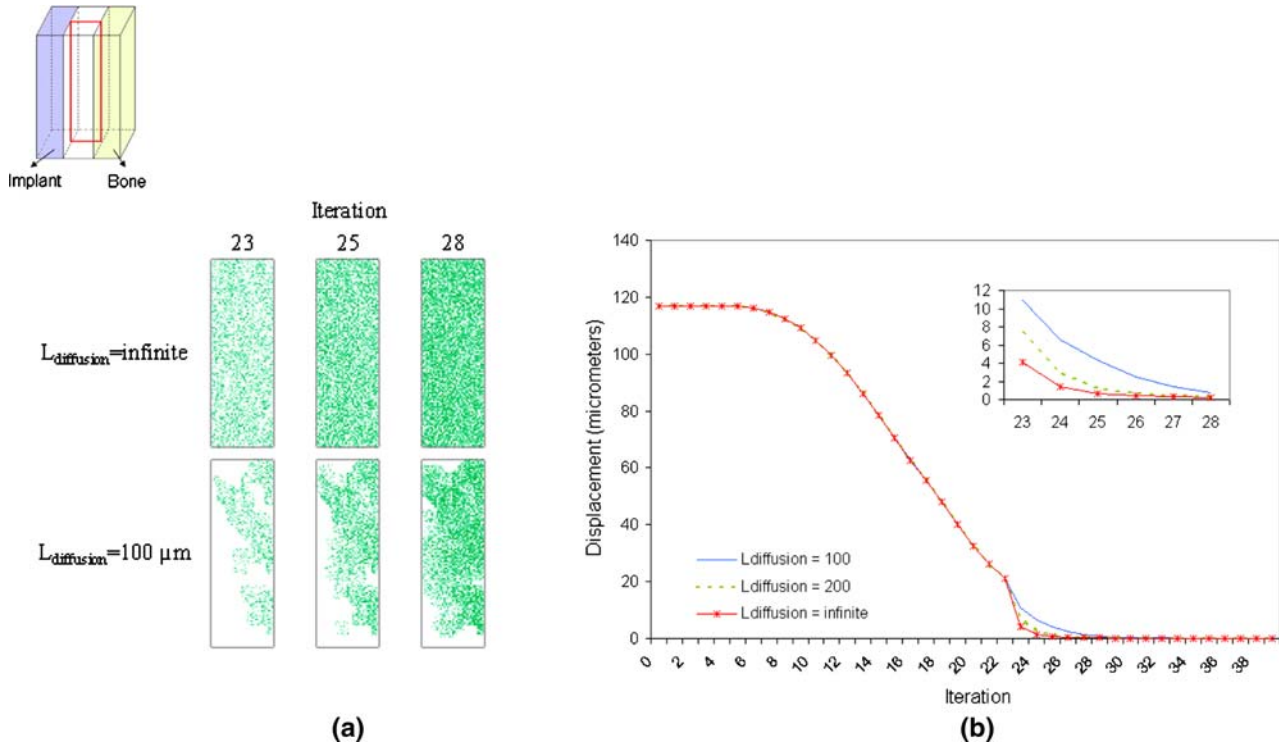 Implant Bone
Iteration
23 25 28
Ldiffusion=infinite
Ldiffusion=100 µm
(a)
140
120
100
80
60
40
20
0
Displacement (micrometers)
12
10
8
6
4
2
0
23 24 25 26 27 28
Ldiffusion = 100
Ldiffusion = 200
Ldiffusion = infinite
0 2 4 6 8 10 12 14 16 18 20 22 24 26 28 30 32 34 36 38
Iteration
(b)